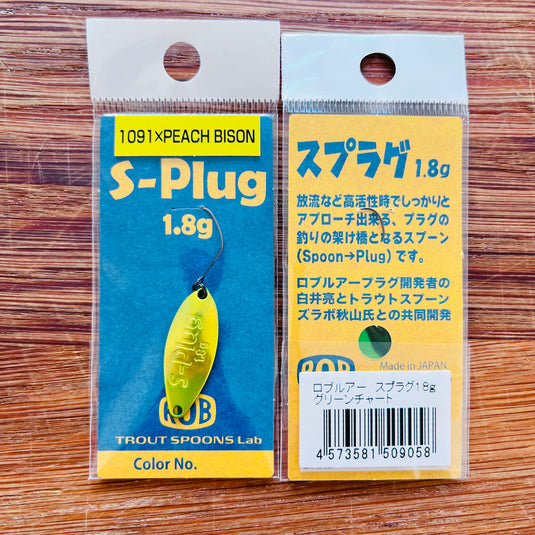 1091×PEACH BISON
S-Plug
1.8g
S-Plug
1.8g
ROB
TROUT SPOONS Lab
Color No.
スプラグ 1.8g
放流など高活性時でしっかりと
アプローチ出来る、プラグの
釣りの架け橋となるスプーン
(Spoon→Plug) です。
ロブルアープラグ開発者の
白井亮とトラウトスプーン
ズラボ秋山氏との共同開発
ROB
Made in JAPAN
ロブルアー スプラグ1.8g
グリーンチャート
4 573581 509058